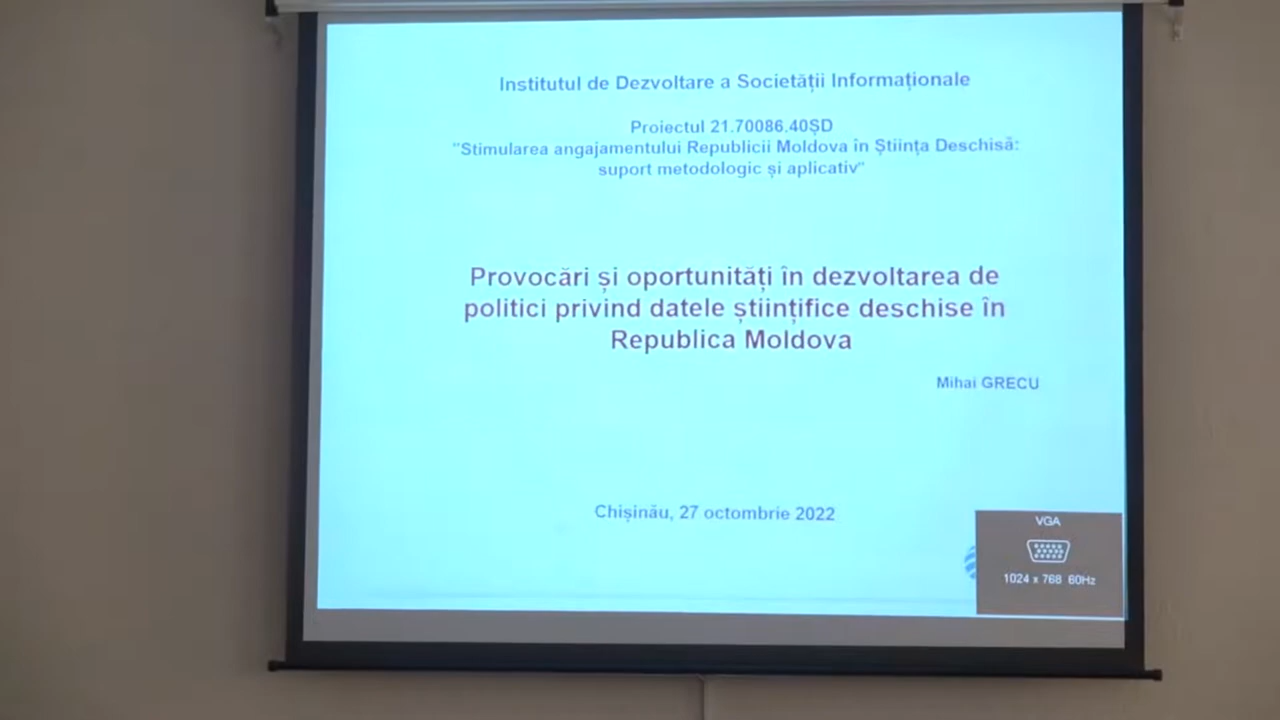 Institutul de Dezvoltare a Societății Informaționale
Proiectul 21.70086.40ȘD
"Stimularea angajamentului Republicii Moldova în Știința Deschisă:
suport metodologic și aplicativ"
Provocări și oportunități în dezvoltarea de
politici privind datele științifice deschise în
Republica Moldova
Mihai GRECU
Chișinău, 27 octombrie 2022
VGA
1024 x 768 60Hz